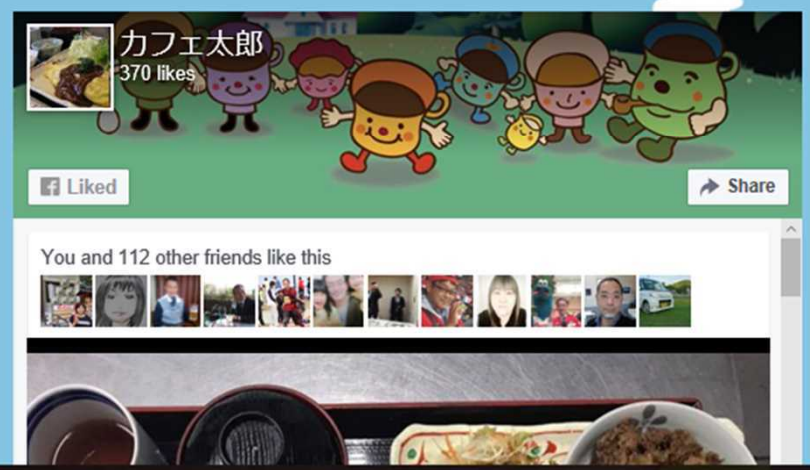 カフェ太郎
370 likes
Liked
Share
You and 112 other friends like this